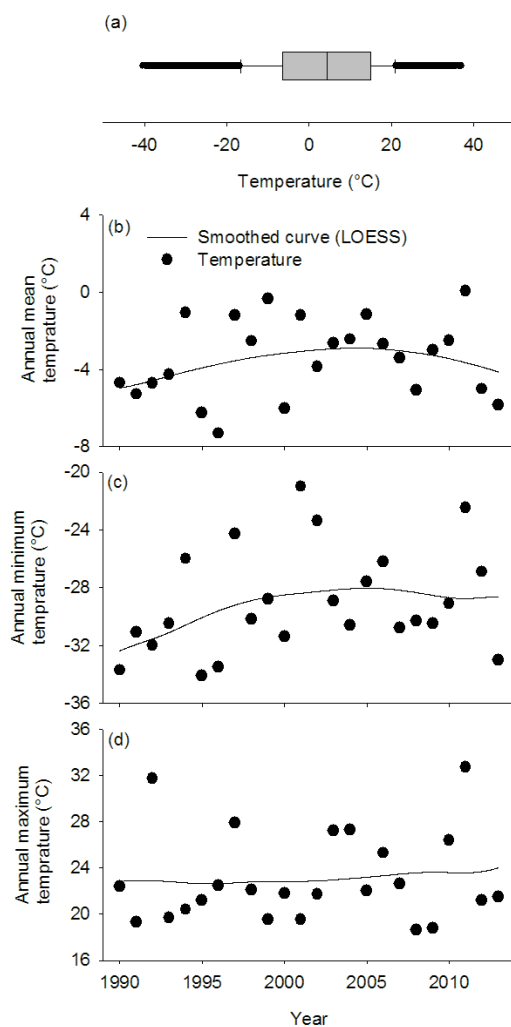 (a)
-40 -20 0 20 40
Temperature (°C)
(b)
Smoothed curve (LOESS)
Temperature
4
0
-4
-8
Annual mean
temprature (°C)
(c)
-20
-24
-28
-32
-36
Annual minimum
temprature (°C)
(d)
36
32
28
24
20
16
Annual maximum
temprature (°C)
1990 1995 2000 2005 2010
Year